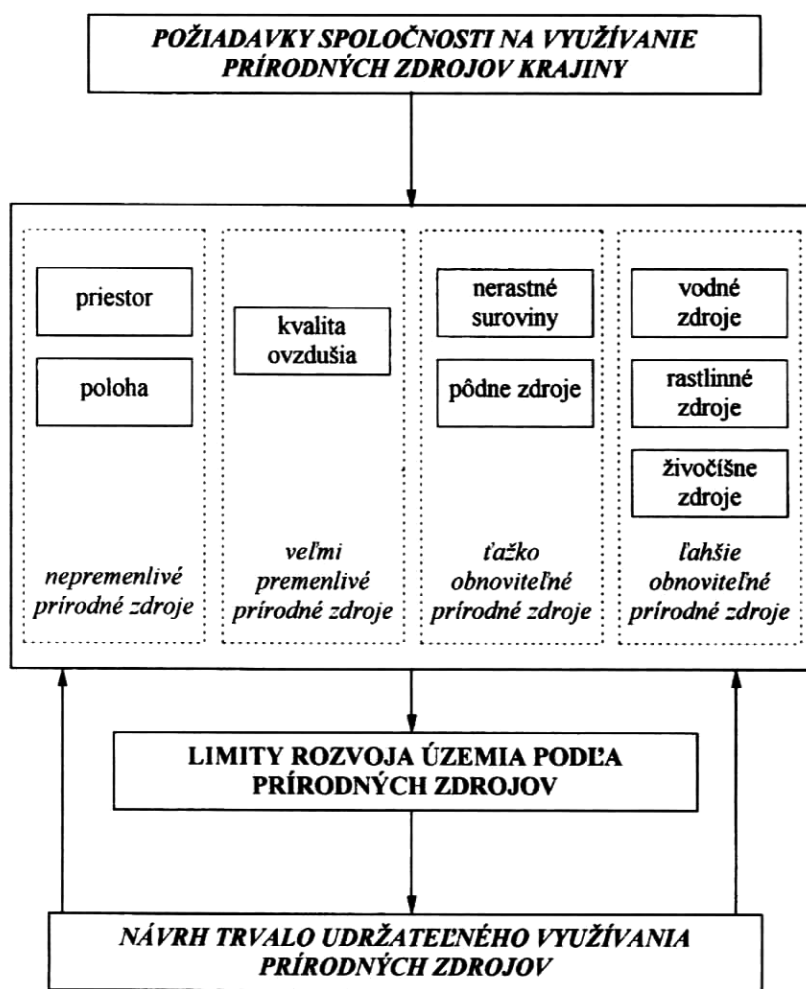 POŽIADAVKY SPOLOČNOSTI NA VYUŽÍVANIE
PRÍRODNÝCH ZDROJOV KRAJINY
priestor
poloha
nepremenlivé
prírodné zdroje
kvalita
ovzdušia
veľmi
premenlivé
prírodné zdroje
nerastné
suroviny
pôdne zdroje
ťažko
obnoviteľné
prírodné zdroje
vodné
zdroje
rastlinné
zdroje
živočíšne
zdroje
ľahšie
obnoviteľné
prírodné zdroje
LIMITY ROZVOJA ÚZEMIA PODĽA
PRÍRODNÝCH ZDROJOV
NÁVRH TRVALO UDRŽATEĽNÉHO VYUŽÍVANIA
PRÍRODNÝCH ZDROJOV